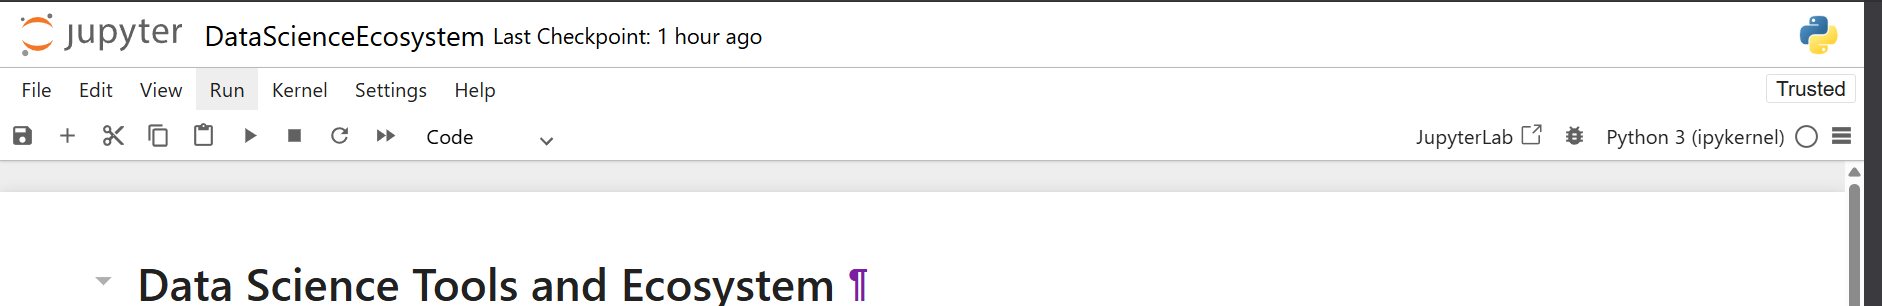 jupyter DataScienceEcosystem Last Checkpoint: 1 hour ago
File Edit View Run Kernel Settings Help Trusted
Code JupyterLab Python 3 (ipykernel)
Data Science Tools and Ecosystem ¶